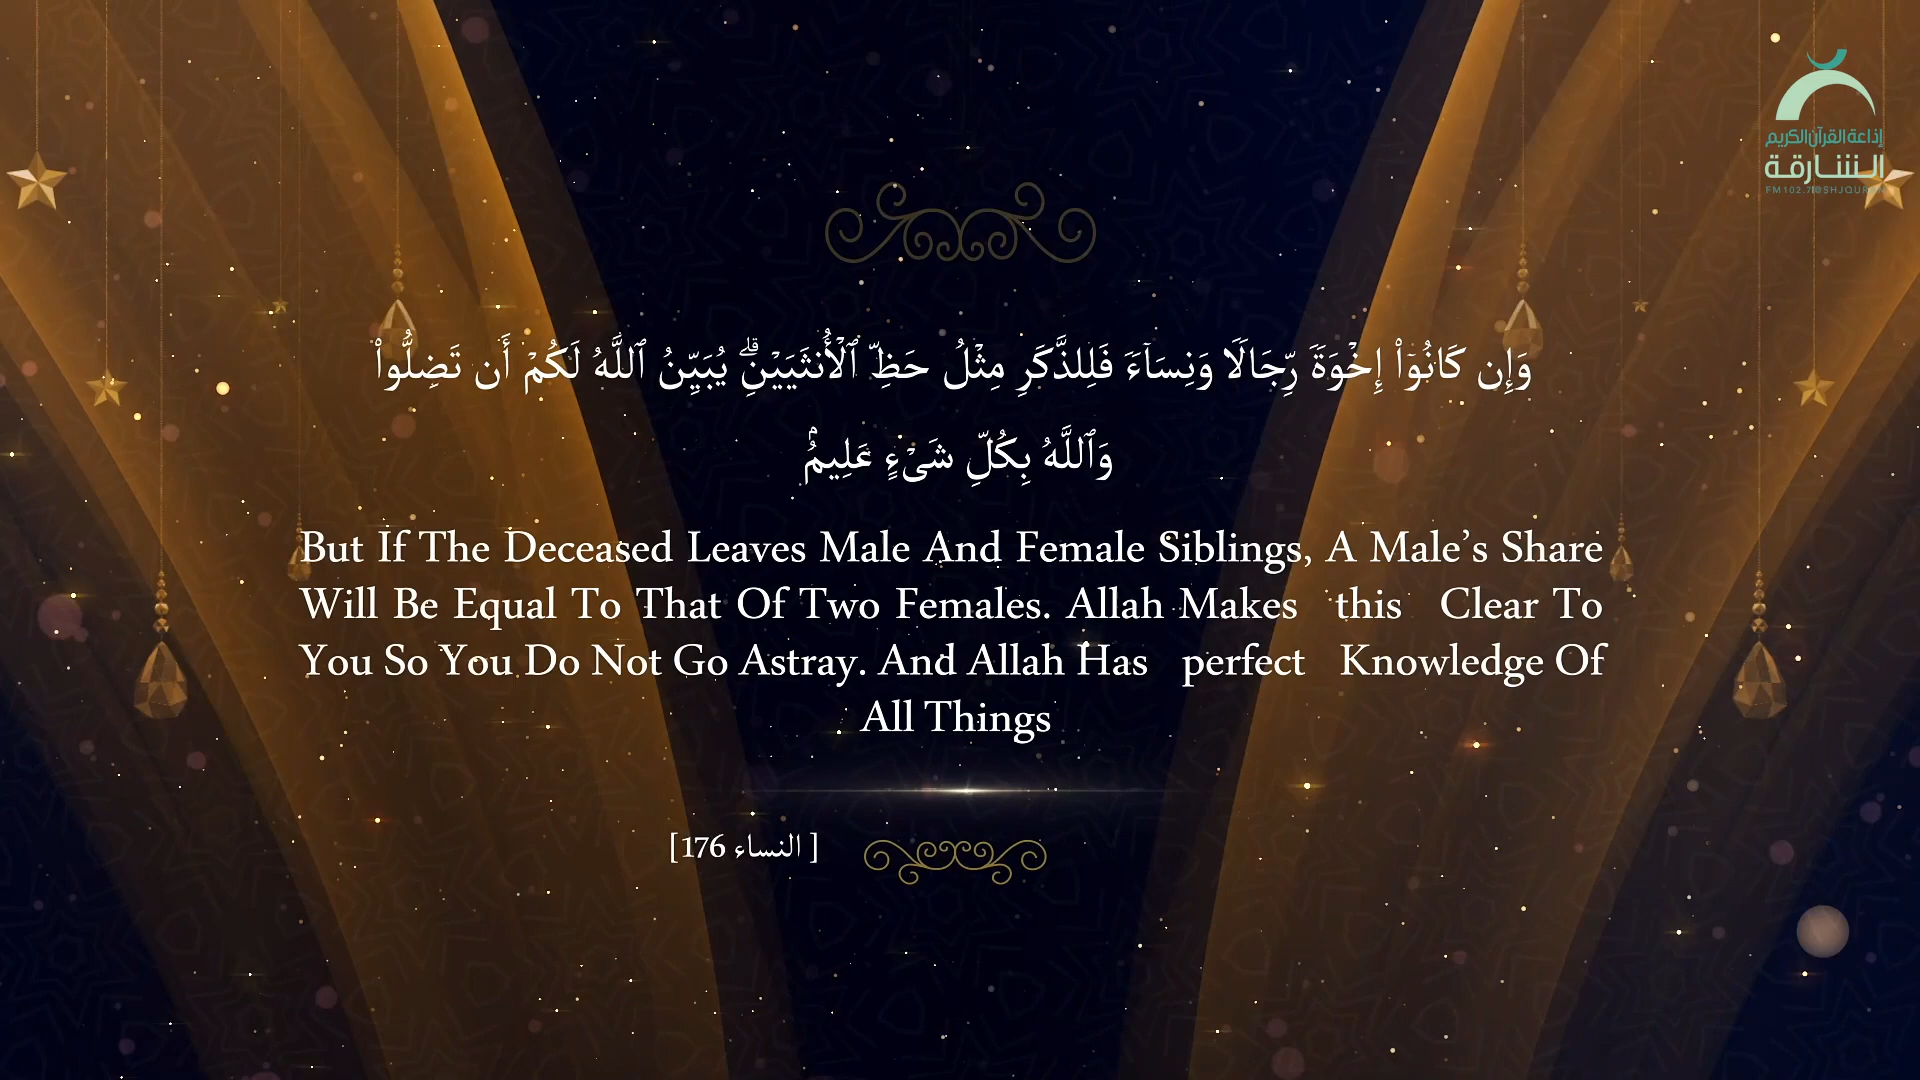 إذاعة القرآن الكريم
الشارقة
وَإِن كَانُوٓا۟ إِخْوَةً رِّجَالًا وَنِسَآءً فَلِلذَّكَرِ مِثْلُ حَظِّ ٱلْأُنثَيَيْنِ ۗ يُبَيِّنُ ٱللَّهُ لَكُمْ أَن تَضِلُّوا۟
وَٱللَّهُ بِكُلِّ شَىْءٍ عَلِيمٌۢ
But If The Deceased Leaves Male And Female Siblings, A Male’s Share
Will Be Equal To That Of Two Females. Allah Makes this Clear To
You So You Do Not Go Astray. And Allah Has perfect Knowledge Of
All Things
[ النساء 176]